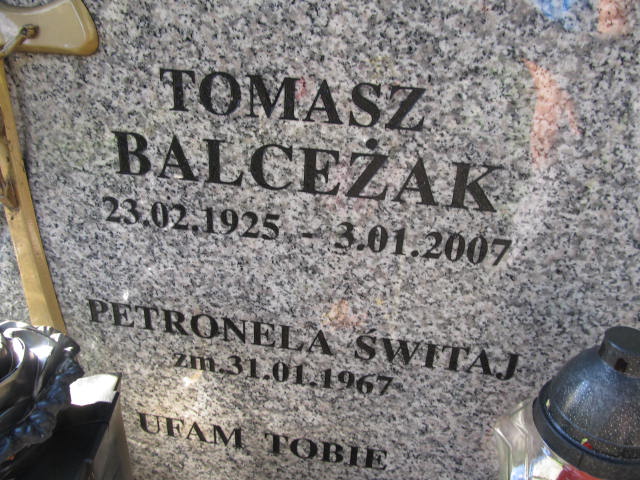 TOMASZ
BALCEŻAK
23.02.1925 - 3.01.2007
PETRONELA ŚWITAJ
zm.31.01.1967
UFAM TOBIE